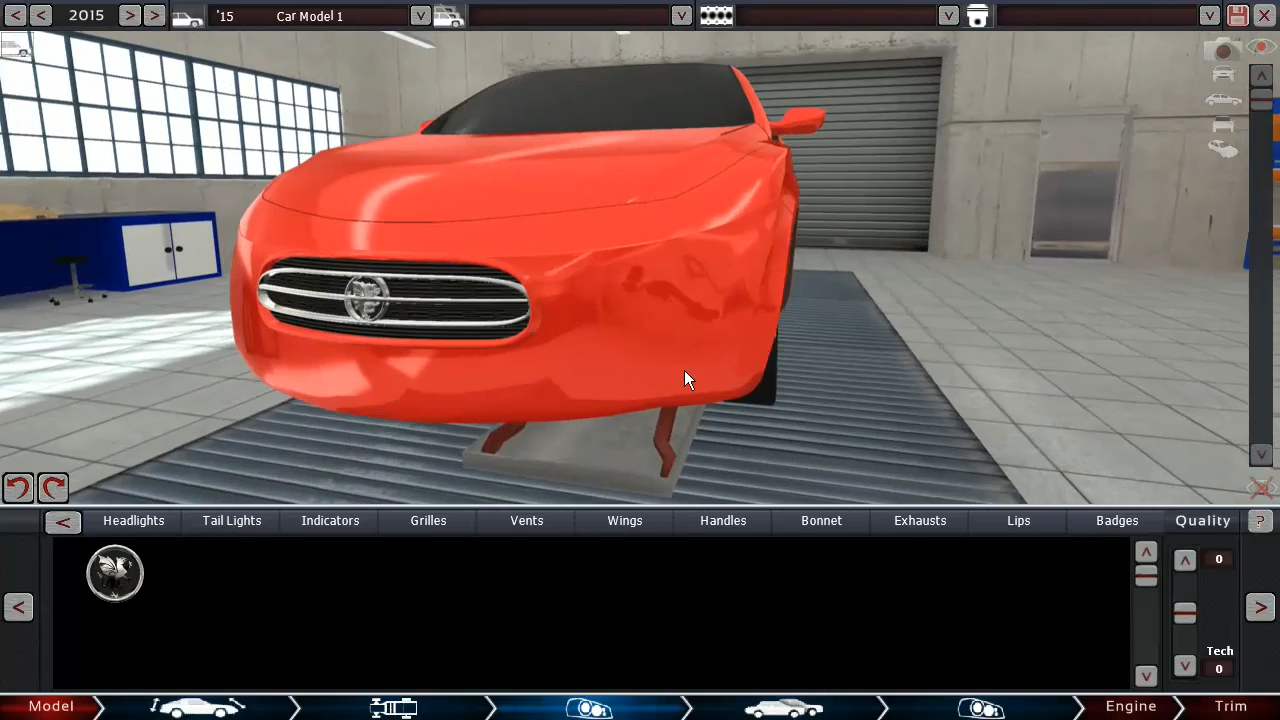 2015 '15 Car Model 1
Headlights Tail Lights Indicators Grilles Vents Wings Handles Bonnet Exhausts Lips Badges Quality ?
0
Tech
0
Model Engine Trim